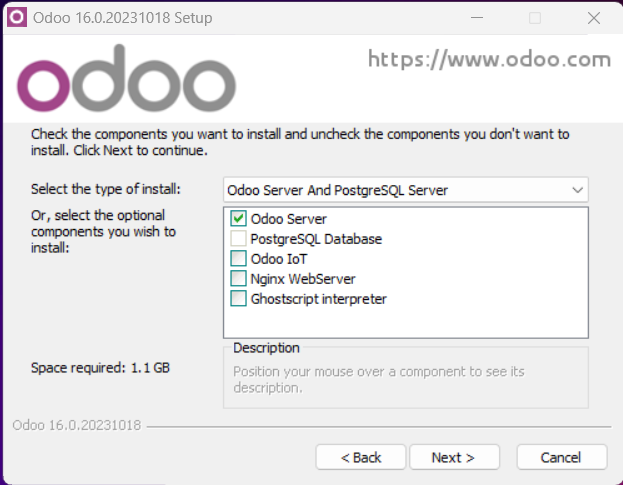 Odoo 16.0.20231018 Setup
odoo
https://www.odoo.com
Check the components you want to install and uncheck the components you don't want to
install. Click Next to continue.
Select the type of install:
Odoo Server And PostgreSQL Server
Or, select the optional
components you wish to
install:
Odoo Server
PostgreSQL Database
Odoo IoT
Nginx WebServer
Ghostscript interpreter
Space required: 1.1 GB
Description
Position your mouse over a component to see its
description.
Odoo 16.0.20231018
< Back
Next >
Cancel